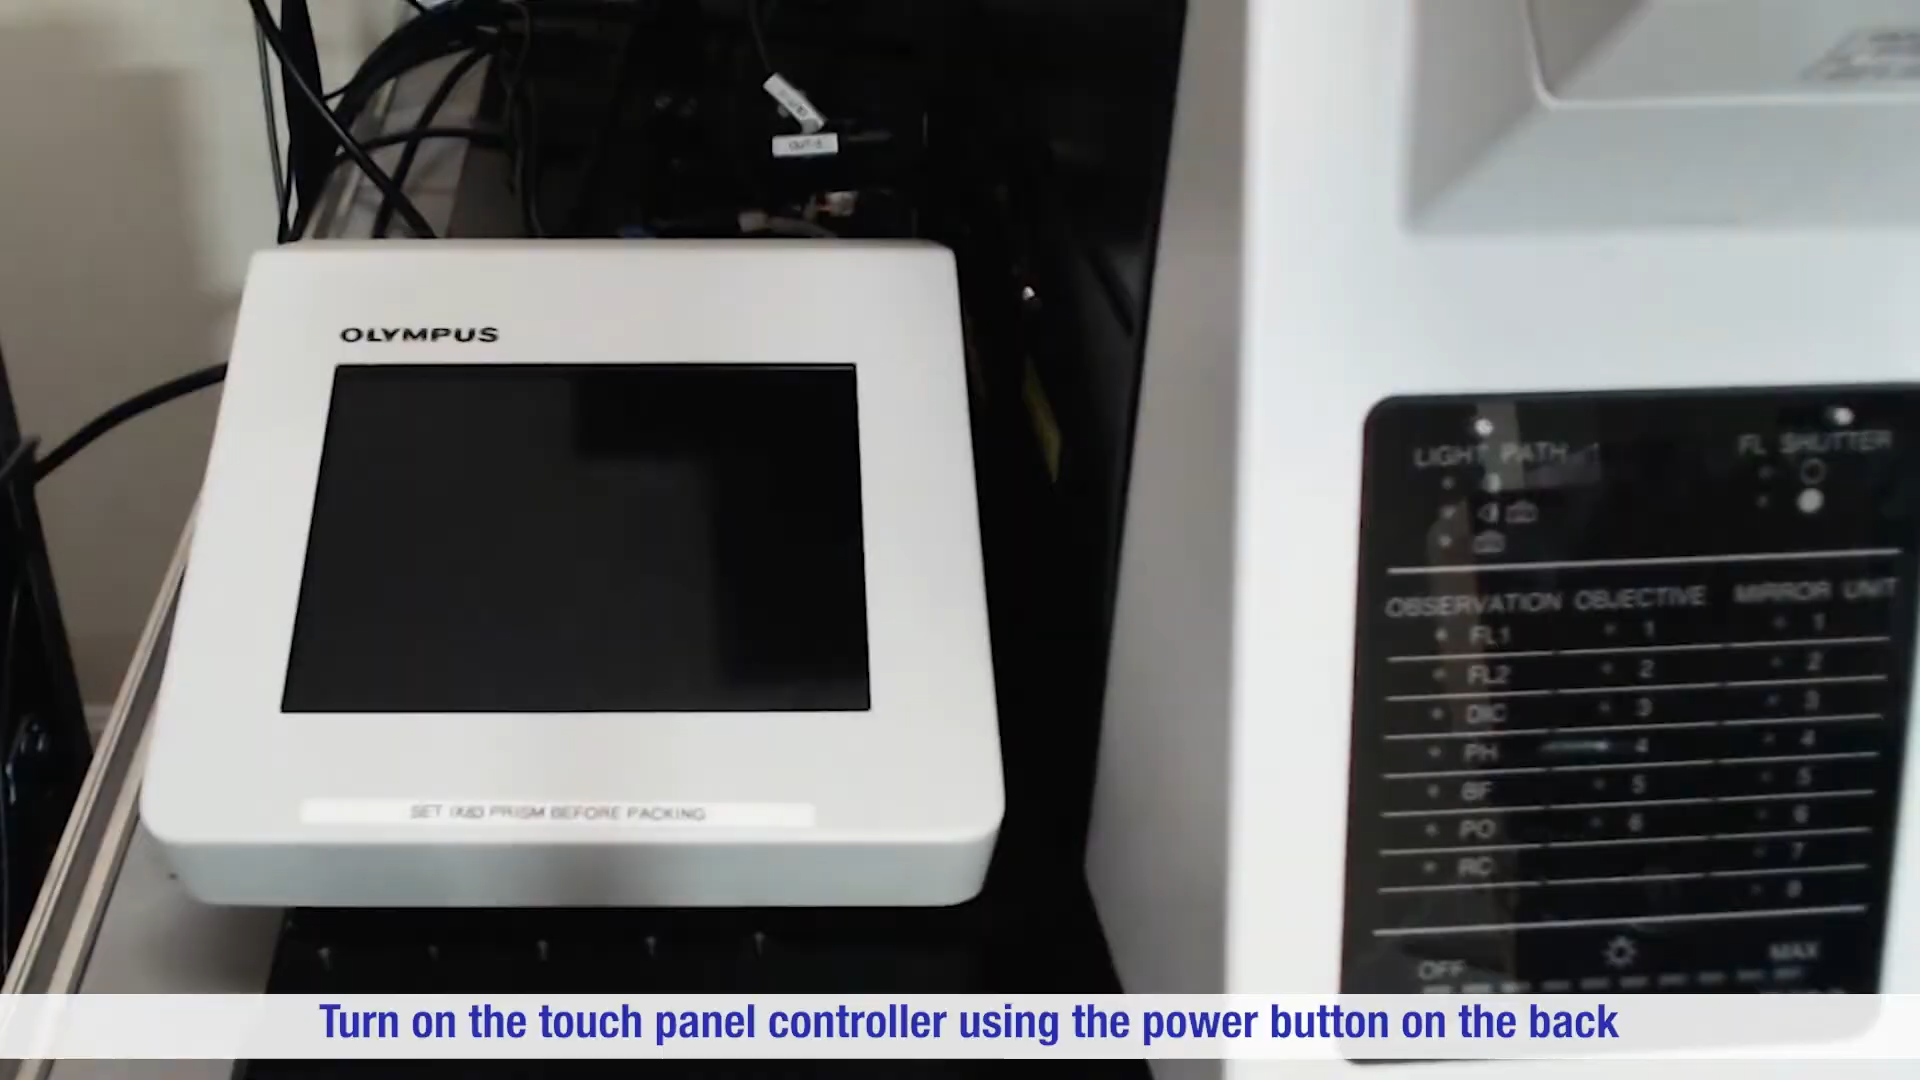 OUT-5
OLYMPUS
SET IX83 PRISM BEFORE PACKING
LIGHT PATH
FL SHUTTER
OBSERVATION OBJECTIVE MIRROR UNIT
FL1 1 1
FL2 2 2
DIC 3 3
PH 4 4
BF 5 5
PO 6 6
RC 7
8
OFF MAX
Turn on the touch panel controller using the power button on the back